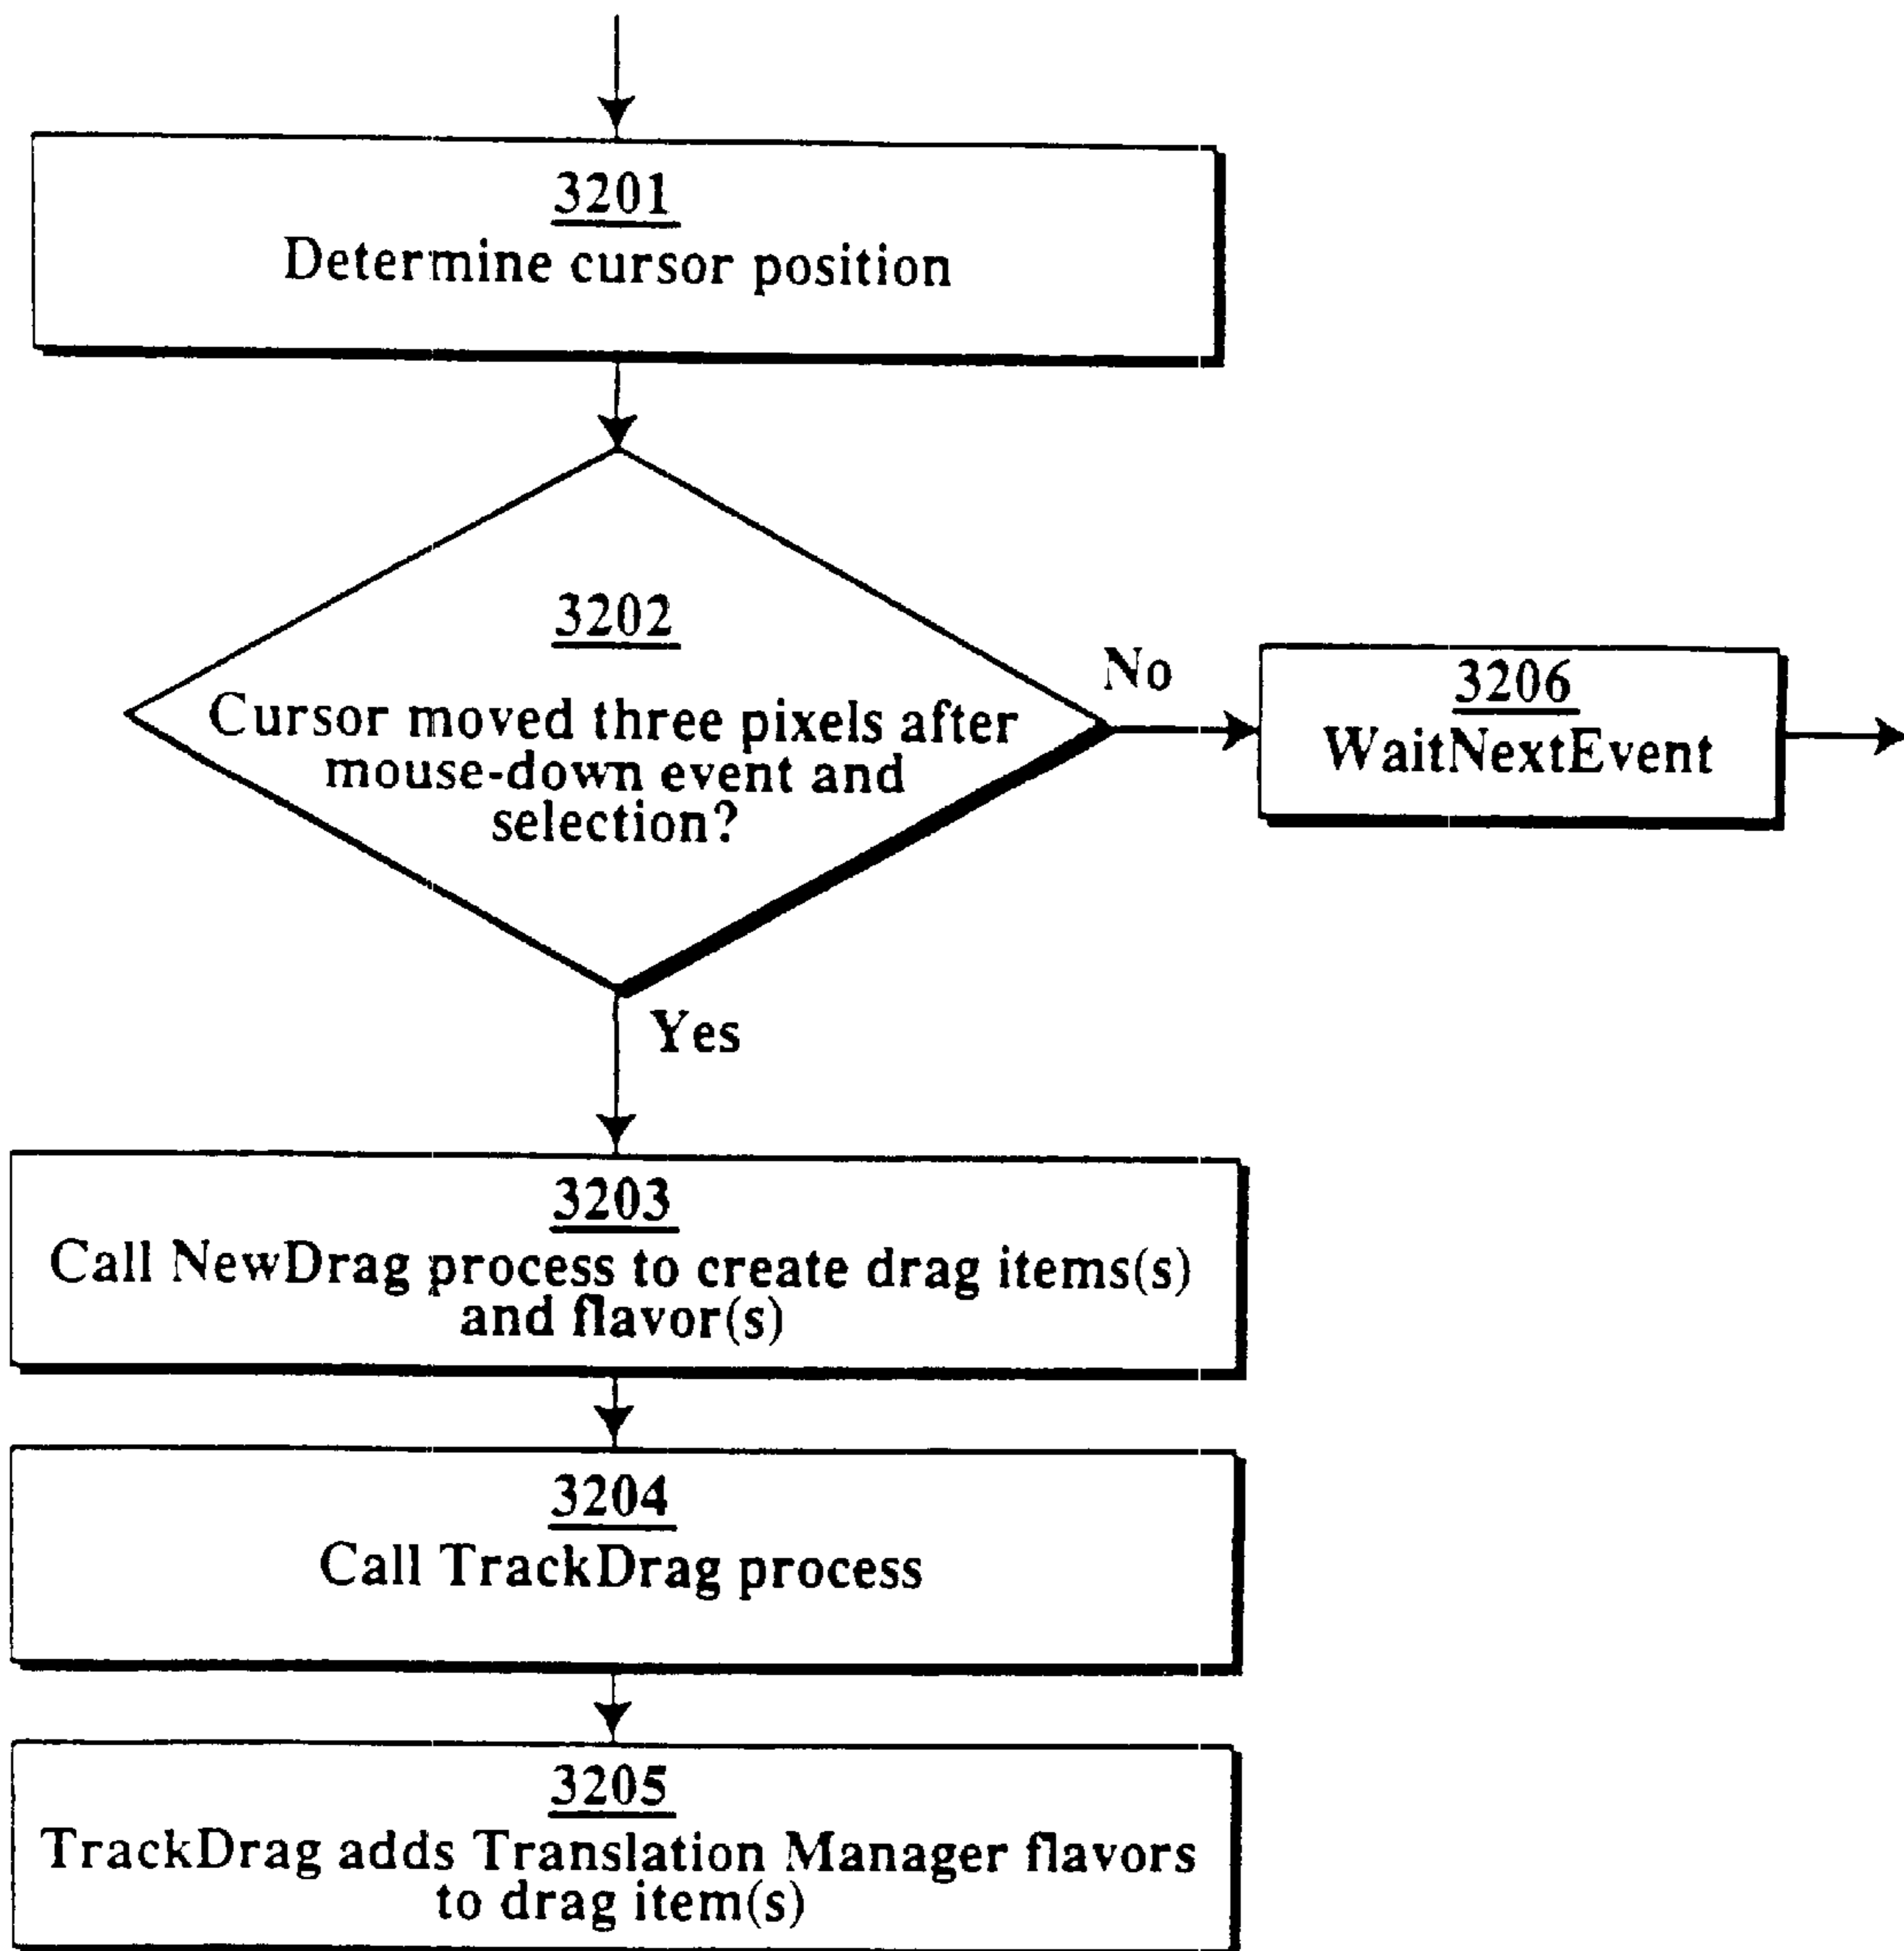 3201
Determine cursor position
3202
Cursor moved three pixels after
mouse-down event and
selection?
No
3206
WaitNextEvent
Yes
3203
Call NewDrag process to create drag items(s)
and flavor(s)
3204
Call TrackDrag process
3205
TrackDrag adds Translation Manager flavors
to drag item(s)